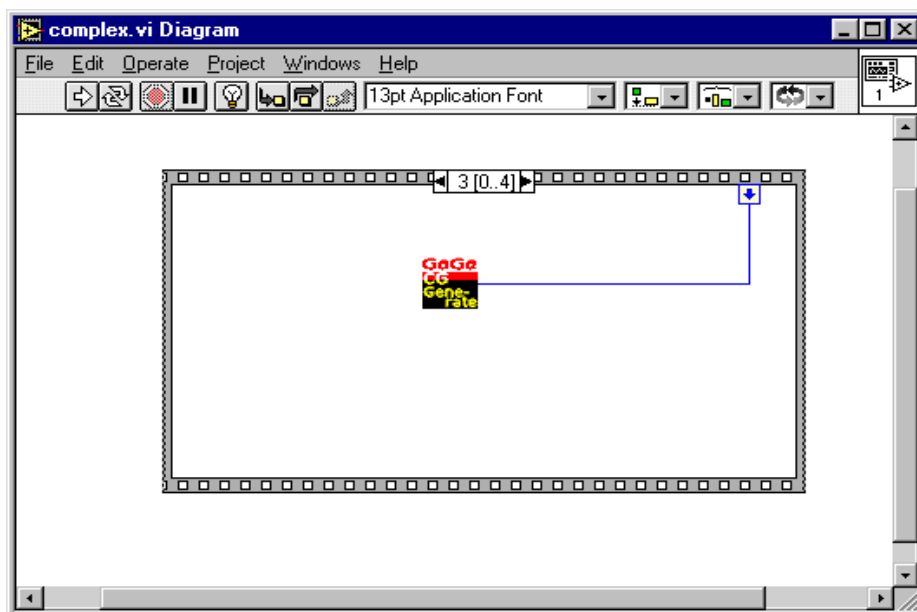 complex.vi Diagram
File Edit Operate Project Windows Help
13pt Application Font
1
3 [0..4]
GaGe
CG
Gene-
rate